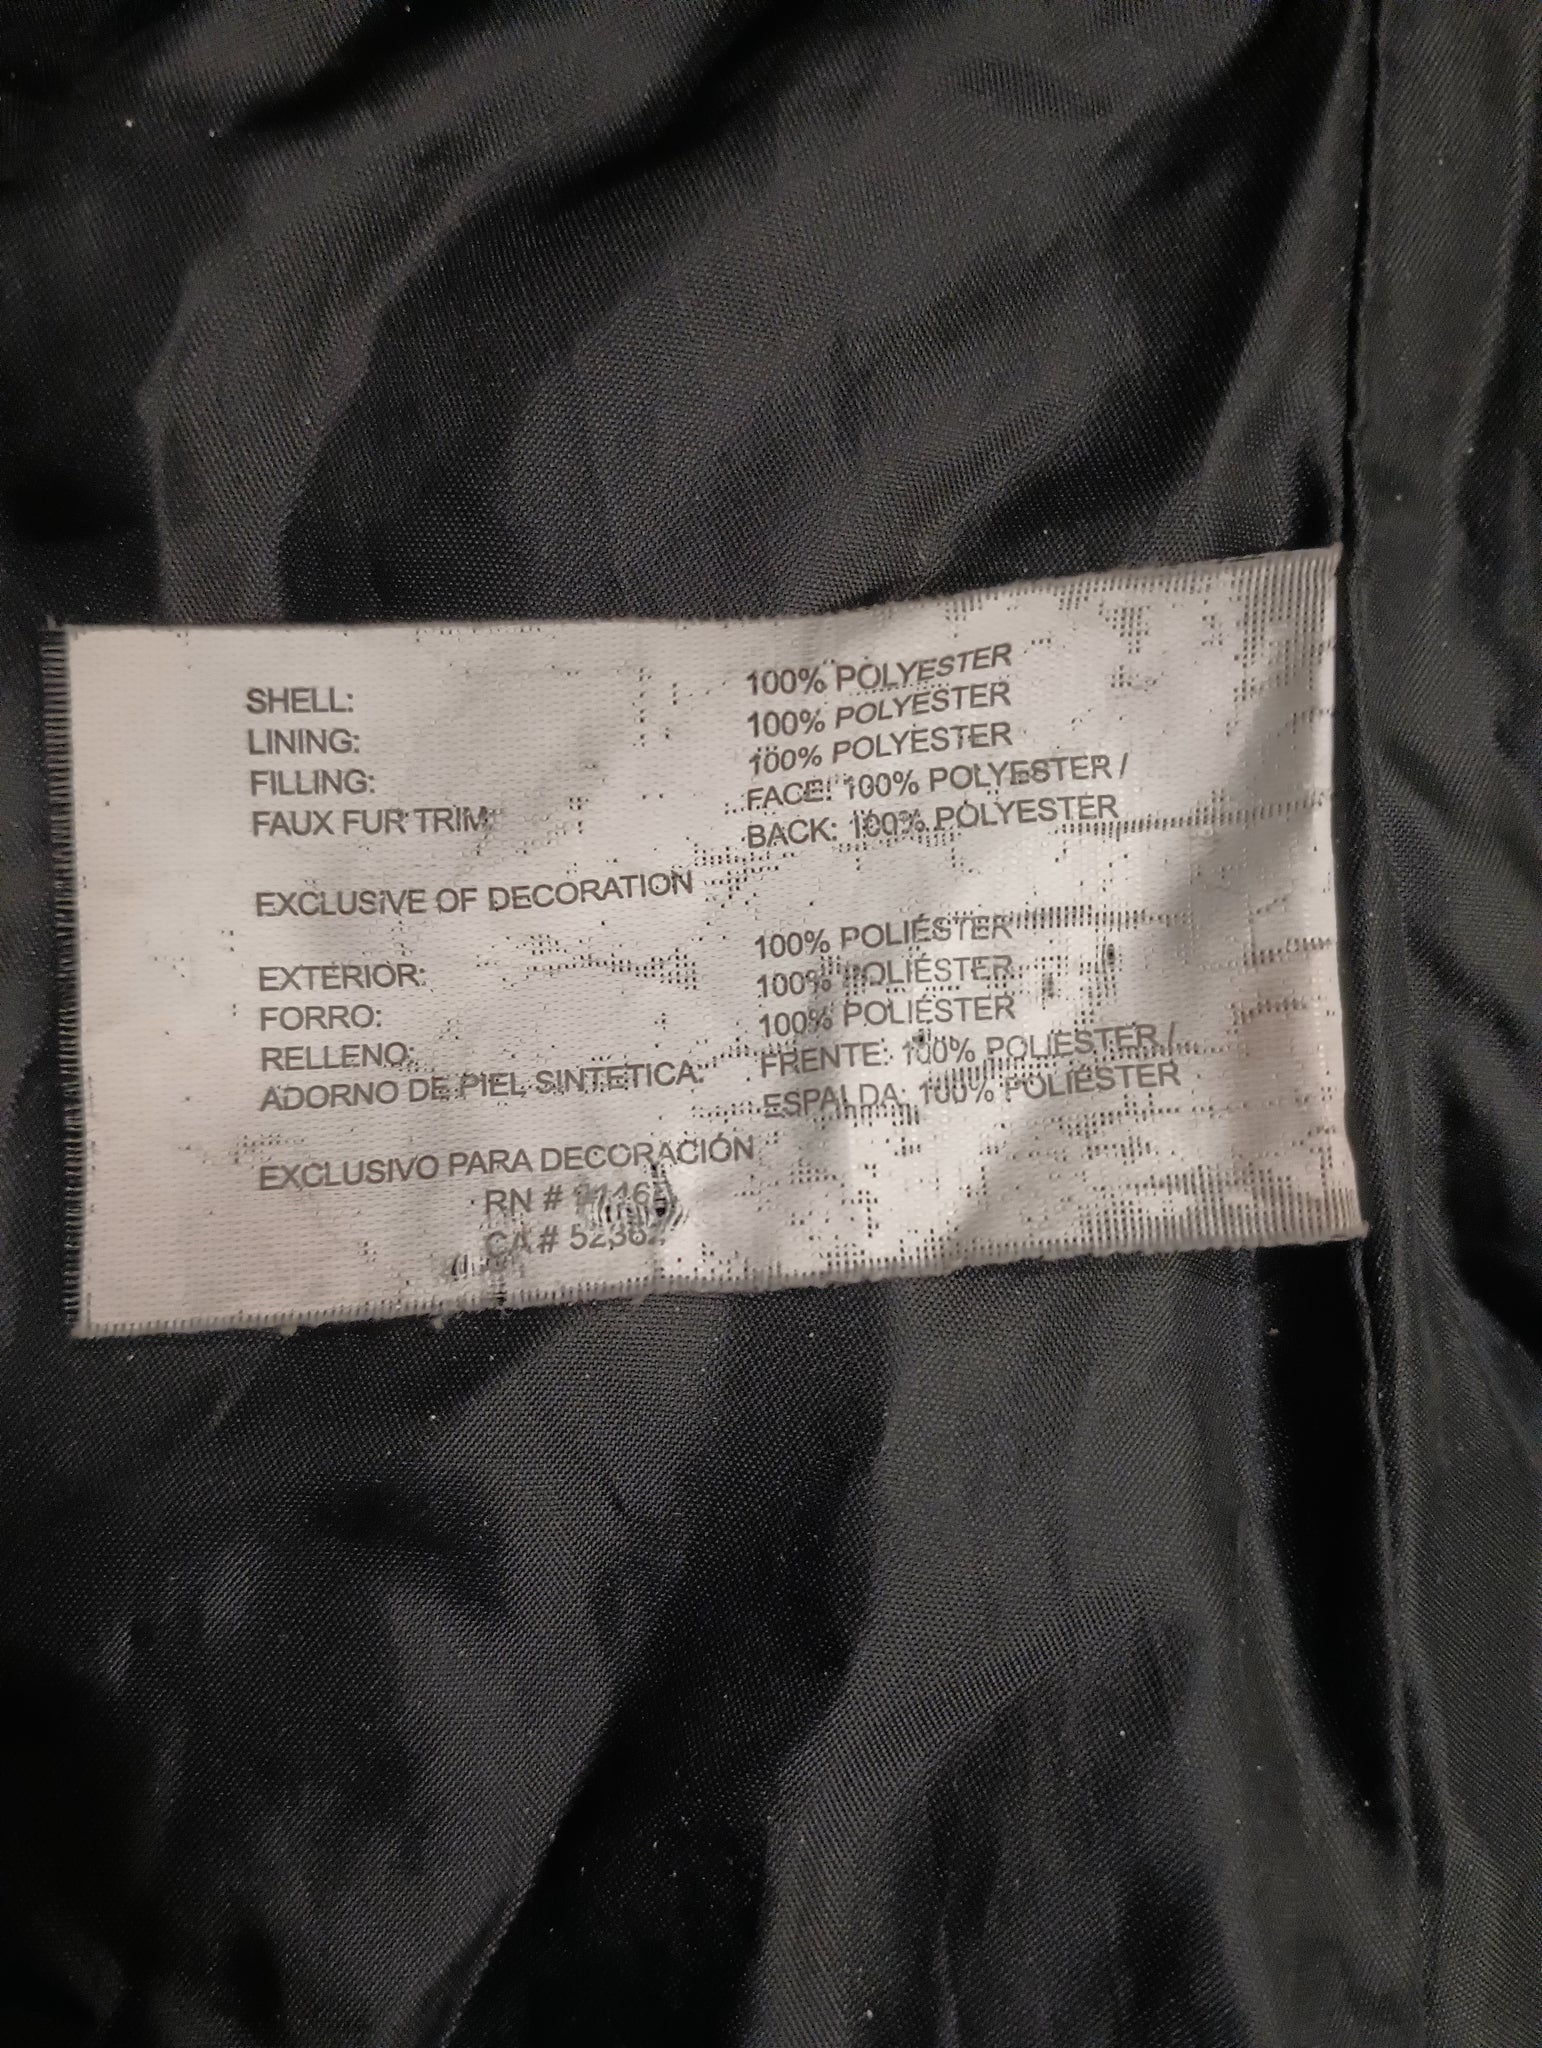 SHELL: 100% POLYESTER
LINING: 100% POLYESTER
FILLING: 100% POLYESTER
FAUX FUR TRIM: FACE: 100% POLYESTER /
BACK: 100% POLYESTER
EXCLUSIVE OF DECORATION
EXTERIOR: 100% POLIÉSTER
FORRO: 100% POLIÉSTER
RELLENO: 100% POLIÉSTER
ADORNO DE PIEL SINTETICA: FRENTE: 100% POLIÉSTER /
ESPALDA: 100% POLIÉSTER
EXCLUSIVO PARA DECORACIÓN
RN #
CA # 52362